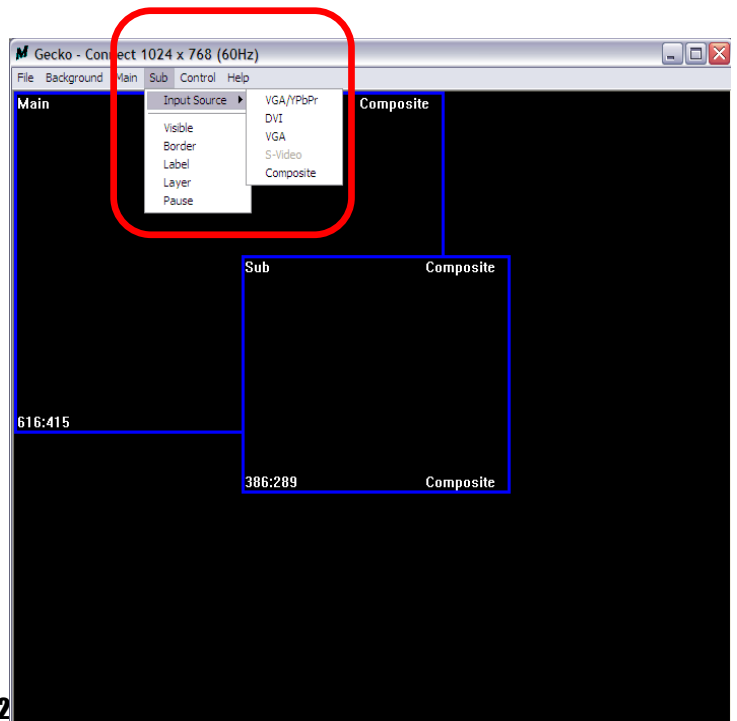 Gecko - Connect 1024 x 768 (60Hz)
File Background Main Sub Control Help
Main Composite
Input Source
Visible
Border
Label
Layer
Pause
VGA/YPbPr
DVI
VGA
S-Video
Composite
Sub Composite
616:415
386:289 Composite
2